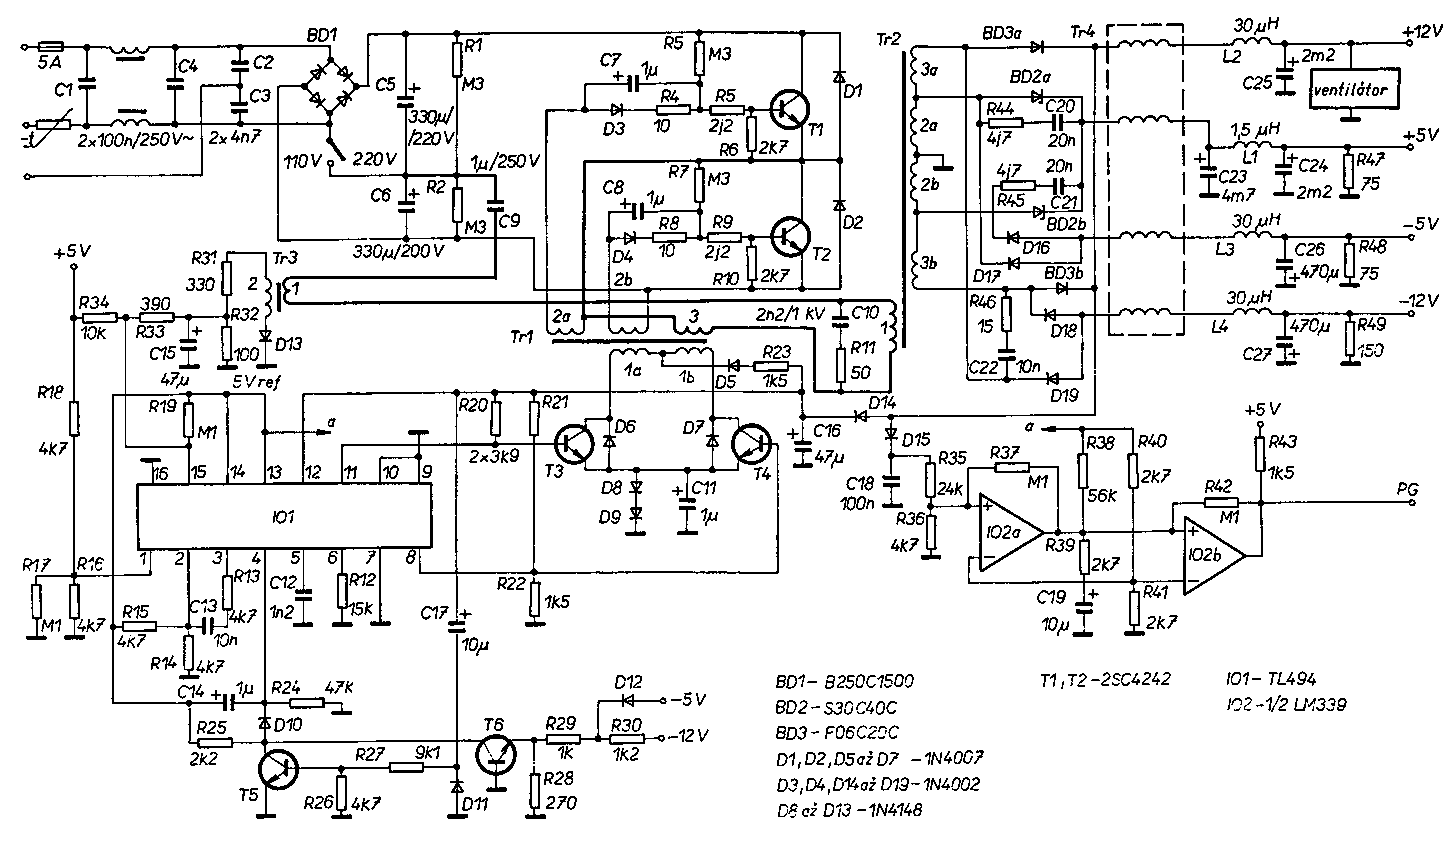 BD1
5A
C1
C4
C2
C3
-t
2x100n/250V~
2x4n7
110V
220V
C5
330µ/
/220V
R1
M3
1µ/250V
C6
R2
M3
C9
330µ/200V
C7
1µ
R5
M3
D3
R4
10
R5
2j2
R6
2k7
T1
D1
C8
1µ
R7
M3
D4
R8
10
R9
2j2
R10
2k7
T2
D2
2b
2a
3
Tr1
1a
1b
D5
R23
1k5
2n2/1 kV
C10
R11
50
1
Tr2
3a
2a
2b
3b
BD3a
BD2a
R44
4j7
C20
20n
4j7
R45
20n
C21
BD2b
D16
D17
BD3b
R46
15
C22
10n
D18
D19
Tr4
30 µH
L2
C25
2m2
ventilátor
+12V
1,5 µH
L1
C23
4m7
C24
2m2
R47
75
+5V
30 µH
L3
C26
470µ
R48
75
-5V
30 µH
L4
470µ
C27
R49
150
-12V
+5V
R34
10k
390
R33
R31
330
Tr3
2
1
R32
100
D13
C15
47µ
5Vref
R18
4k7
R19
M1
a
16
15
14
13
12
11
10
9
IO1
1
2
3
4
5
6
7
8
R20
R21
2x3k9
T3
D6
D7
T4
D8
D9
C11
1µ
D14
C16
47µ
D15
C18
100n
R35
24k
R36
4k7
R37
M1
+
-
IO2a
a
R38
56k
R40
2k7
R39
2k7
C19
10µ
R41
2k7
+
-
IO2b
R42
M1
+5V
R43
1k5
PG
R17
M1
R16
4k7
R15
4k7
C13
10n
R13
4k7
R14
4k7
C12
1n2
R12
15k
C17
10µ
R22
1k5
C14
1µ
R24
47k
R25
2k2
D10
T5
R26
4k7
R27
9k1
D11
T6
R28
270
R29
1k
D12
-5V
R30
1k2
-12V
BD1- B250C1500
BD2-S30C40C
BD3-F06C20C
D1,D2,D5až D7 -1N4007
D3,D4,D14až D19-1N4002
D8 až D13-1N4148
T1,T2-2SC4242
IO1- TL494
IO2-1/2 LM339